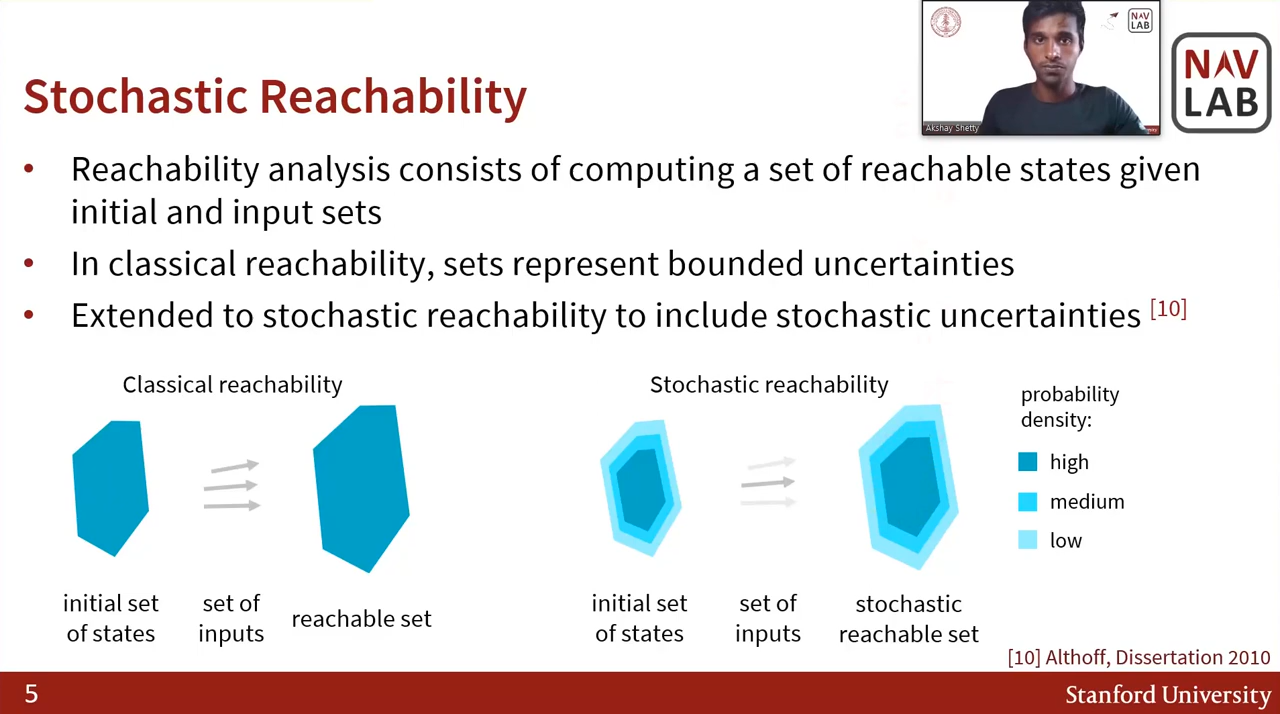 Stochastic Reachability
Akshay Shetty
NAV
LAB
NAV
LAB
• Reachability analysis consists of computing a set of reachable states given
initial and input sets
• In classical reachability, sets represent bounded uncertainties
• Extended to stochastic reachability to include stochastic uncertainties [10]
Classical reachability
initial set
of states
set of
inputs
reachable set
Stochastic reachability
initial set
of states
set of
inputs
stochastic
reachable set
probability
density:
high
medium
low
[10] Althoff, Dissertation 2010
5
Stanford University